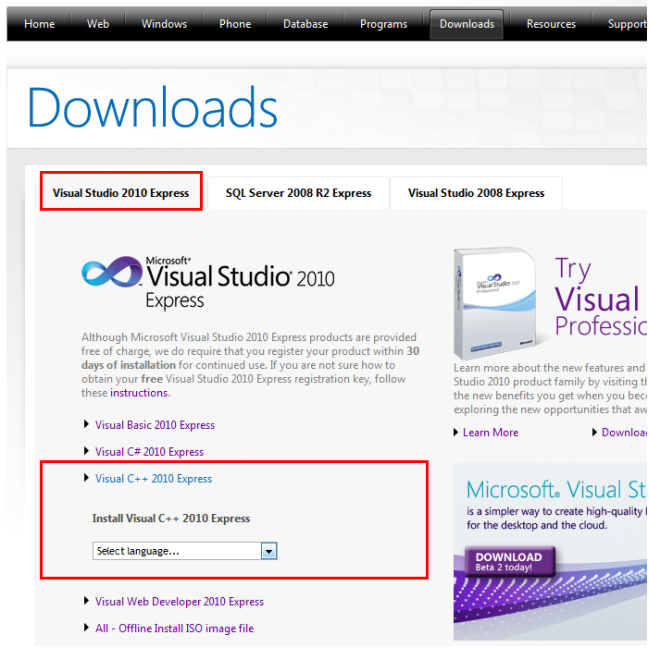 Home Web Windows Phone Database Programs Downloads Resources Support
Downloads
Visual Studio 2010 Express SQL Server 2008 R2 Express Visual Studio 2008 Express
Microsoft®
Visual Studio® 2010
Express
Although Microsoft Visual Studio 2010 Express products are provided
free of charge, we do require that you register your product within 30
days of installation for continued use. If you are not sure how to
obtain your free Visual Studio 2010 Express registration key, follow
these instructions.
Visual Basic 2010 Express
Visual C# 2010 Express
Visual C++ 2010 Express
Install Visual C++ 2010 Express
Select language...
Visual Web Developer 2010 Express
All - Offline Install ISO image file
Visual Studio 2010
Try
Visual
Professio
Learn more about the new features and
Studio 2010 product family by visiting th
the new benefits you get when you beco
exploring the new opportunities that aw
Learn More Downloa
Microsoft® Visual St
is a simpler way to create high-quality
for the desktop and the cloud.
DOWNLOAD
Beta 2 today!